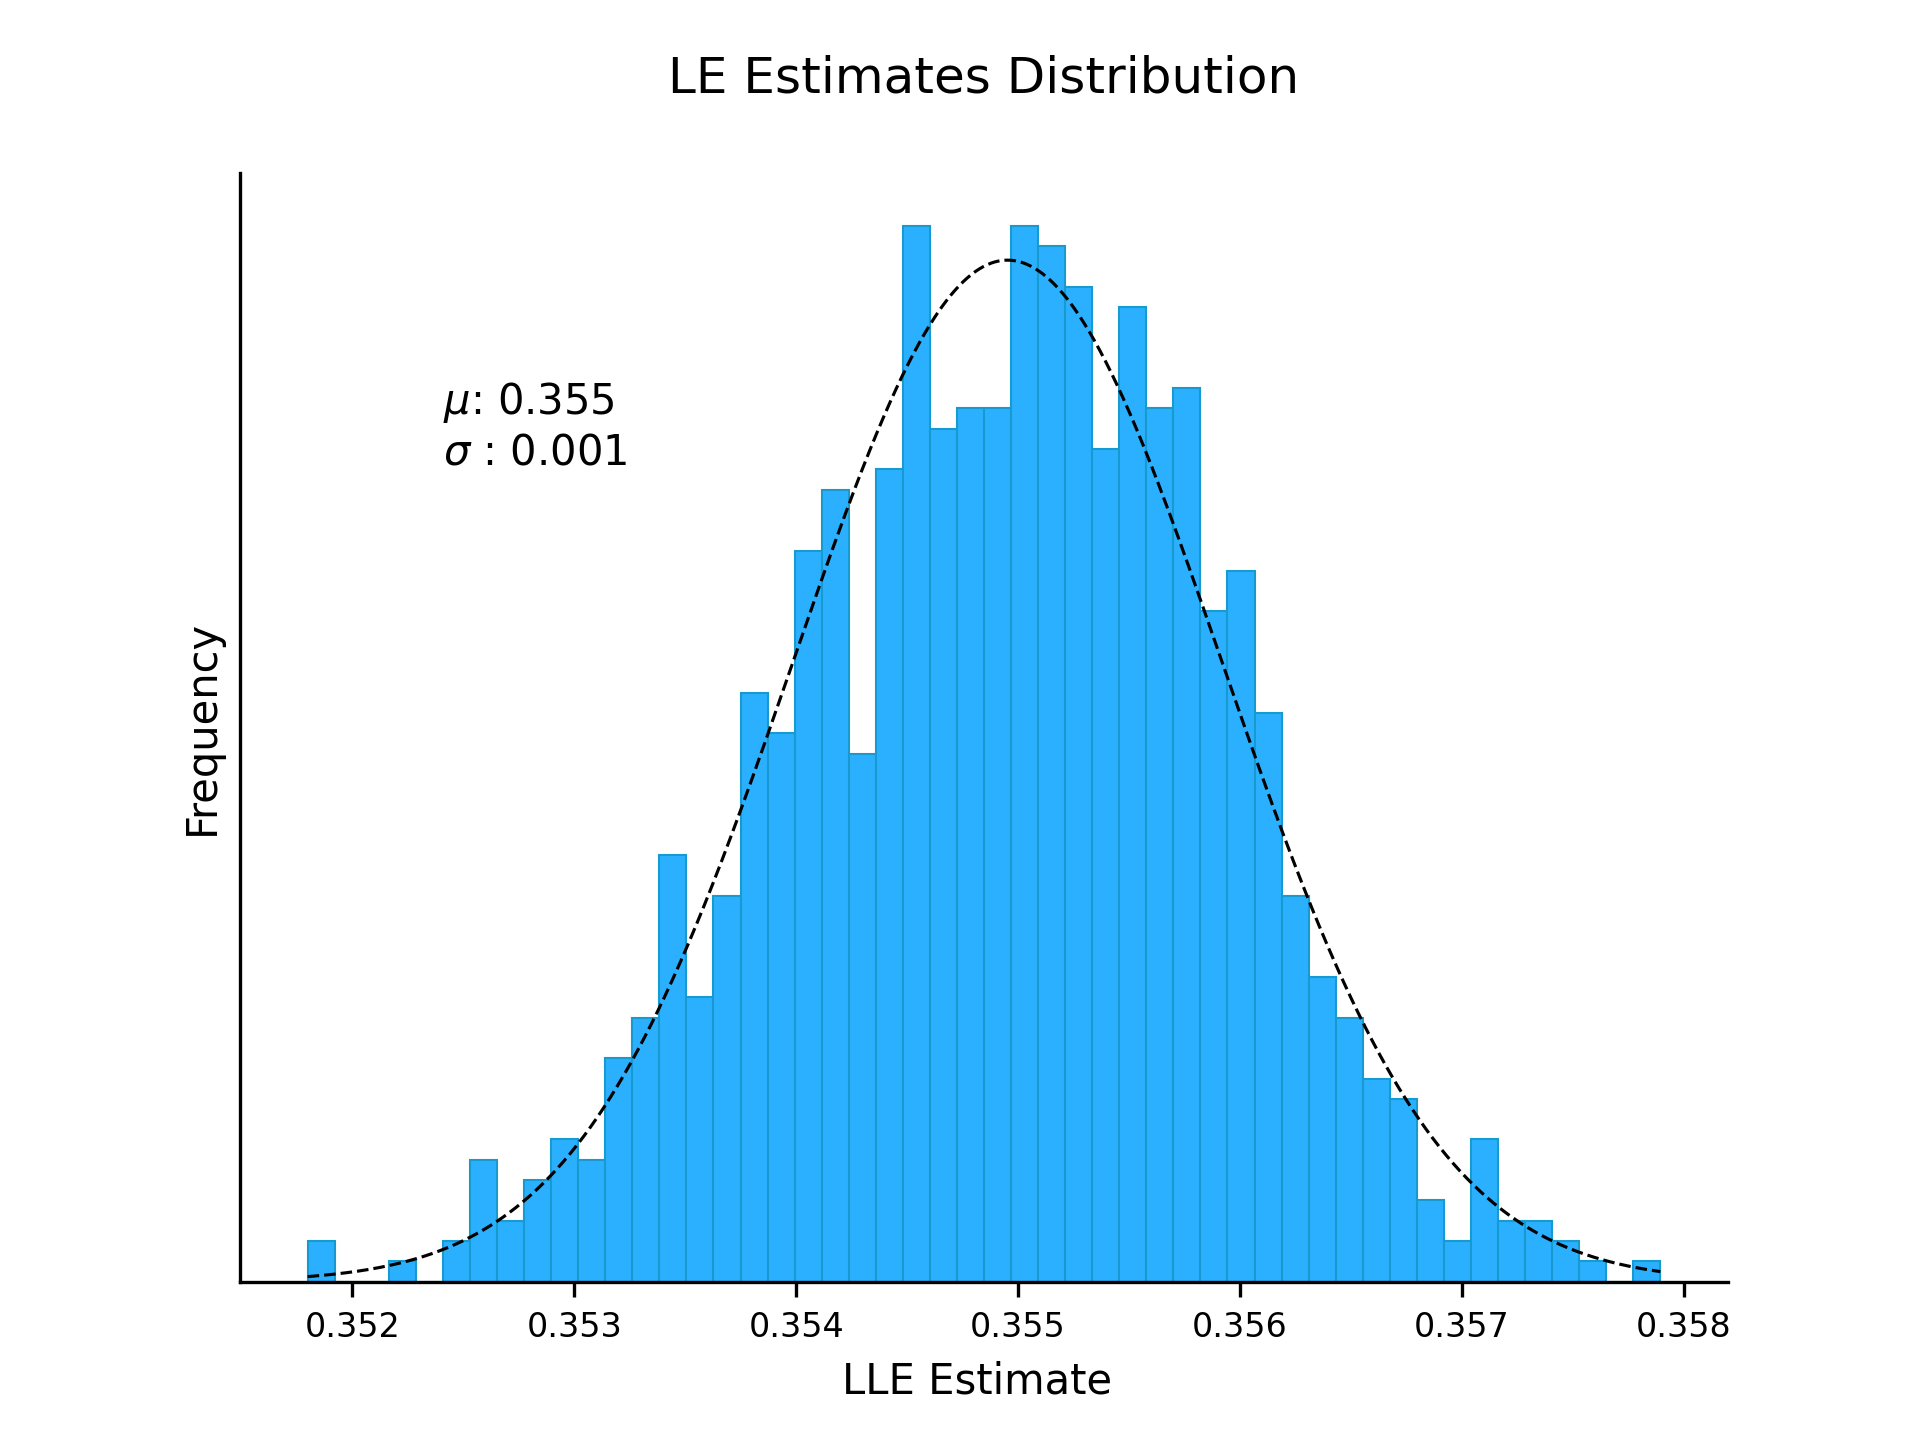 LE Estimates Distribution
μ: 0.355
σ : 0.001
Frequency
0.352 0.353 0.354 0.355 0.356 0.357 0.358
LLE Estimate